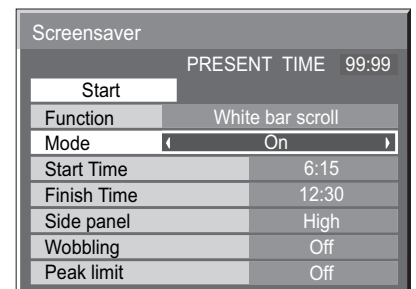 Screensaver
PRESENT TIME 99:99
Start
Function White bar scroll
Mode On
Start Time 6:15
Finish Time 12:30
Side panel High
Wobbling Off
Peak limit Off